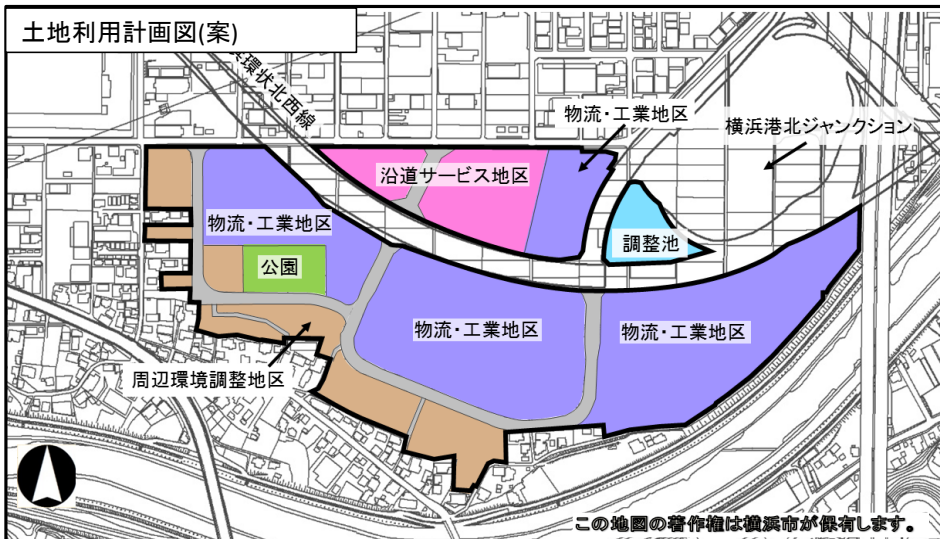 土地利用計画図(案)
環状北西線
物流・工業地区
横浜港北ジャンクション
沿道サービス地区
物流・工業地区
調整池
公園
物流・工業地区
物流・工業地区
周辺環境調整地区
この地図の著作権は横浜市が保有します。